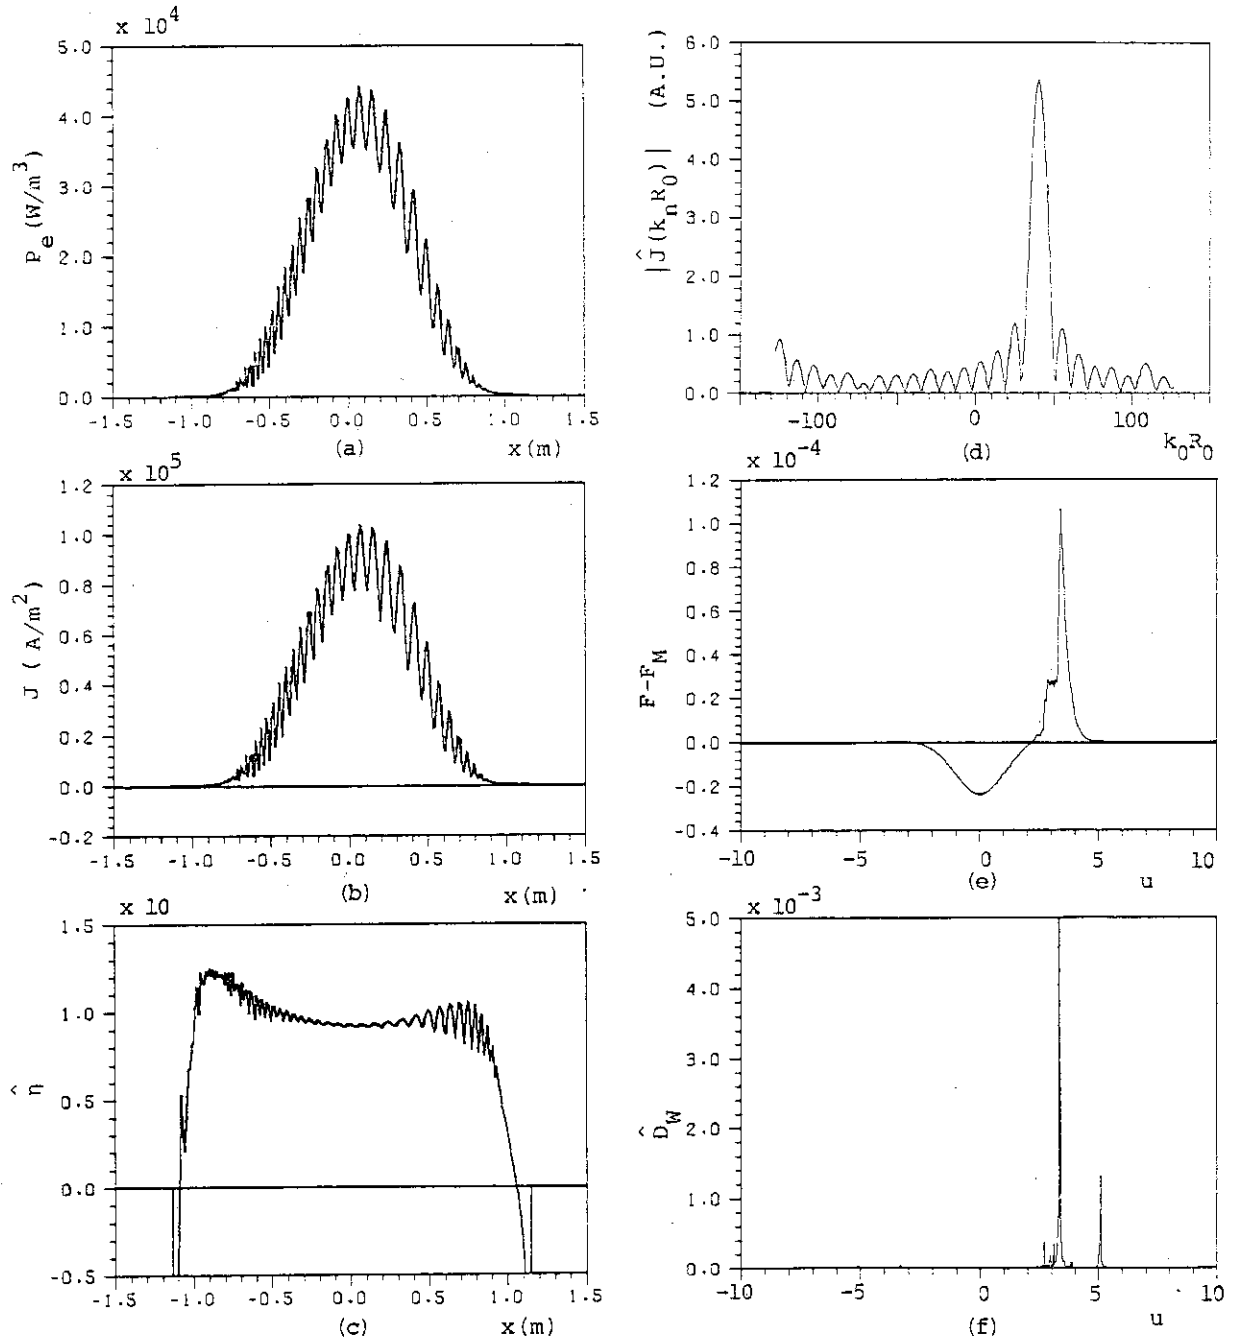 x 10^4
5.0
4.0
3.0
2.0
1.0
0.0
P_e (W/m^3)
-1.5 -1.0 -0.5 0.0 0.5 1.0 1.5
(a) x(m)
6.0
5.0
4.0
3.0
2.0
1.0
0
|Ĵ(k_nR_0)| (A.U.)
-100 0 100
(d) k_0R_0
x 10^5
1.2
1.0
0.8
0.6
0.4
0.2
0.0
-0.2
J (A/m^2)
-1.5 -1.0 -0.5 0.0 0.5 1.0 1.5
(b) x(m)
x 10^-4
1.2
1.0
0.8
0.6
0.4
0.2
0.0
-0.2
-0.4
F-F_M
-10 -5 0 5 10
(e) u
x 10
1.5
1.0
0.5
0.0
-0.5
η̂
-1.5 -1.0 -0.5 0.0 0.5 1.0 1.5
(c) x(m)
x 10^-3
5.0
4.0
3.0
2.0
1.0
0.0
D̂_W
-10 -5 0 5 10
(f) u